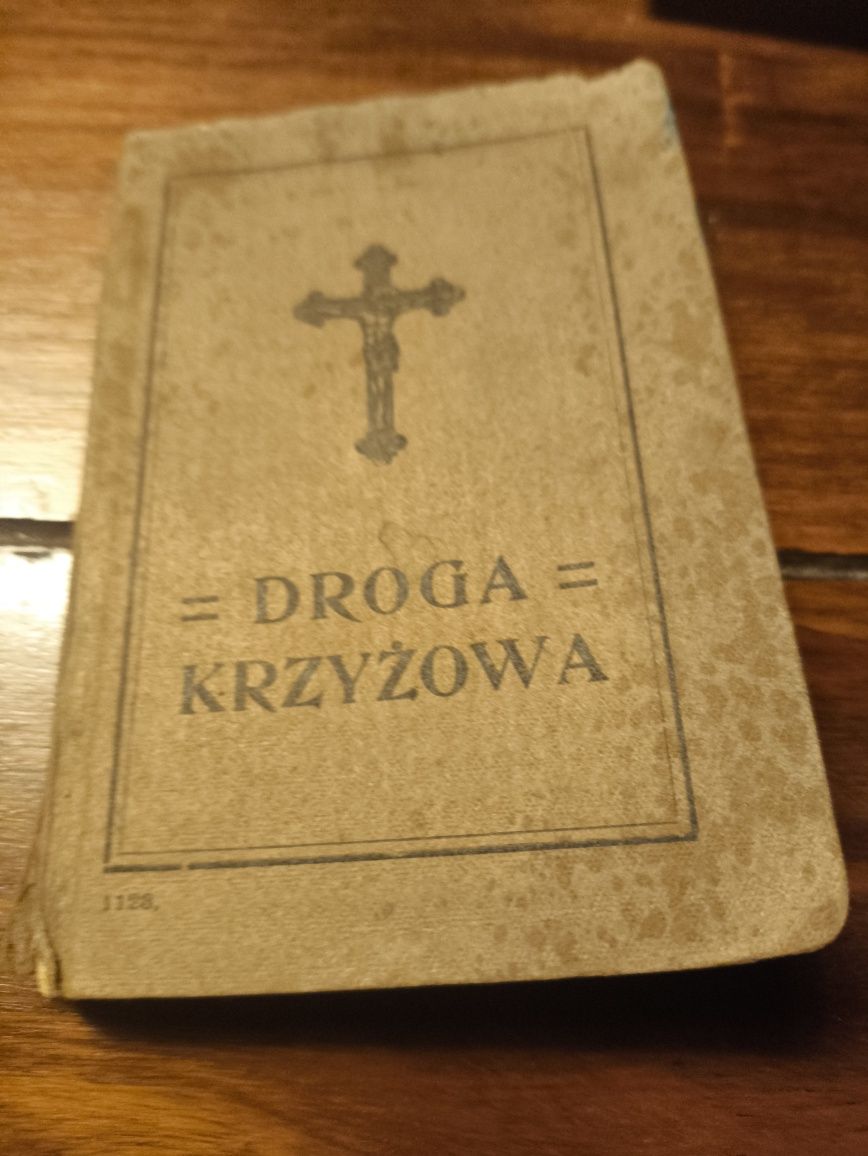 = DROGA =
KRZYŻOWA
1128.